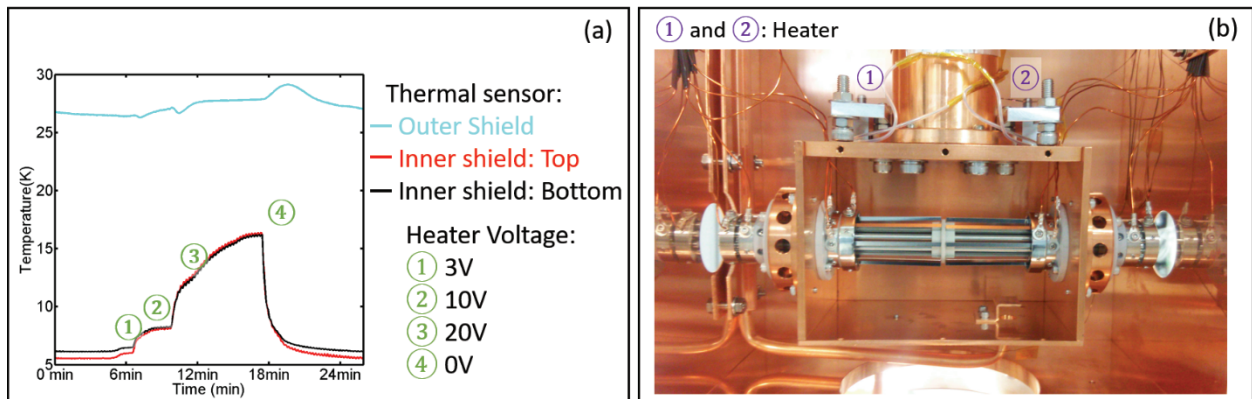 (a)
30
25
20
15
10
5
Temperature(K)
0 min
6min
12min
18min
24min
Time (min)
①
②
③
④
Thermal sensor:
Outer Shield
Inner shield: Top
Inner shield: Bottom
Heater Voltage:
① 3V
② 10V
③ 20V
④ 0V
① and ②: Heater
(b)
①
②